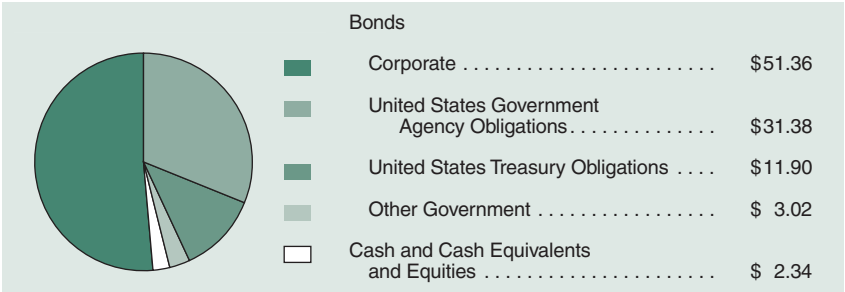 Bonds
Corporate ........................ $51.36
United States Government
Agency Obligations.............. $31.38
United States Treasury Obligations .... $11.90
Other Government ................. $ 3.02
Cash and Cash Equivalents
and Equities ...................... $ 2.34